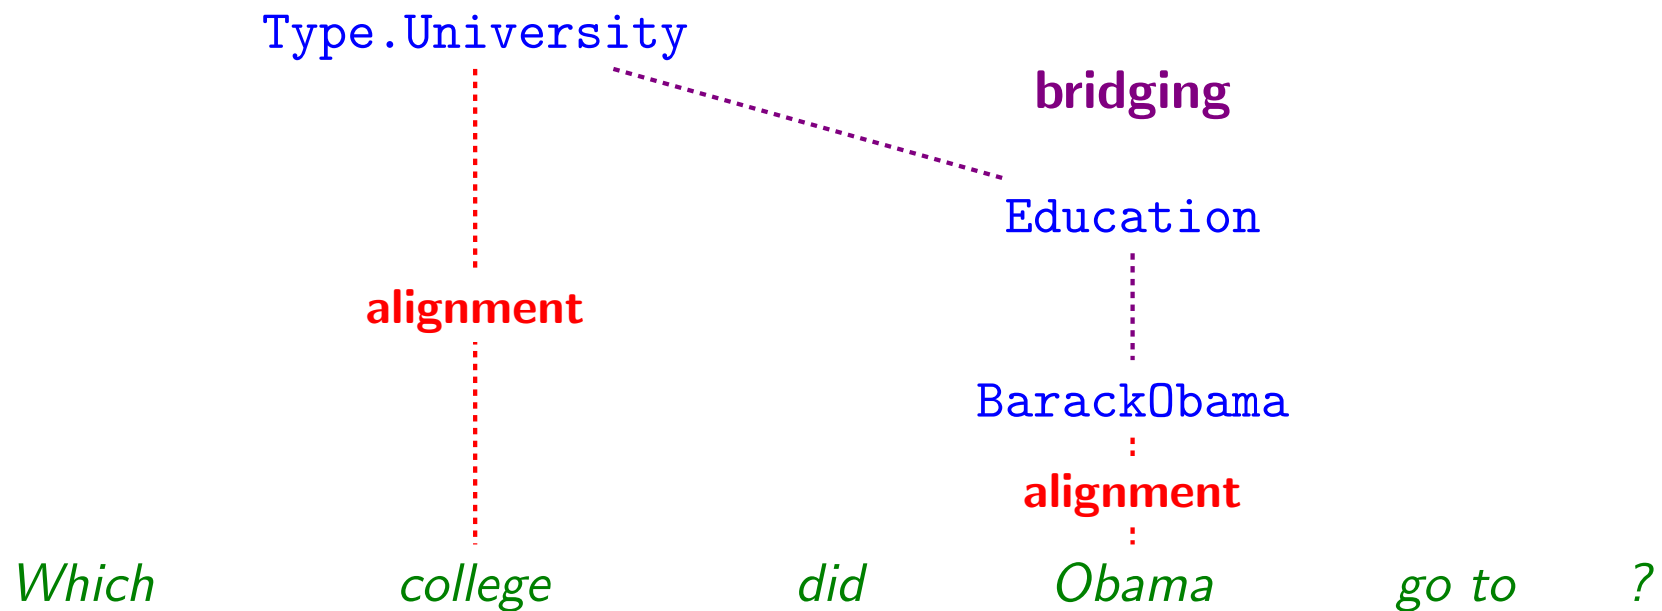 Type.University
bridging
Education
alignment
BarackObama
alignment
Which college did Obama go to ?